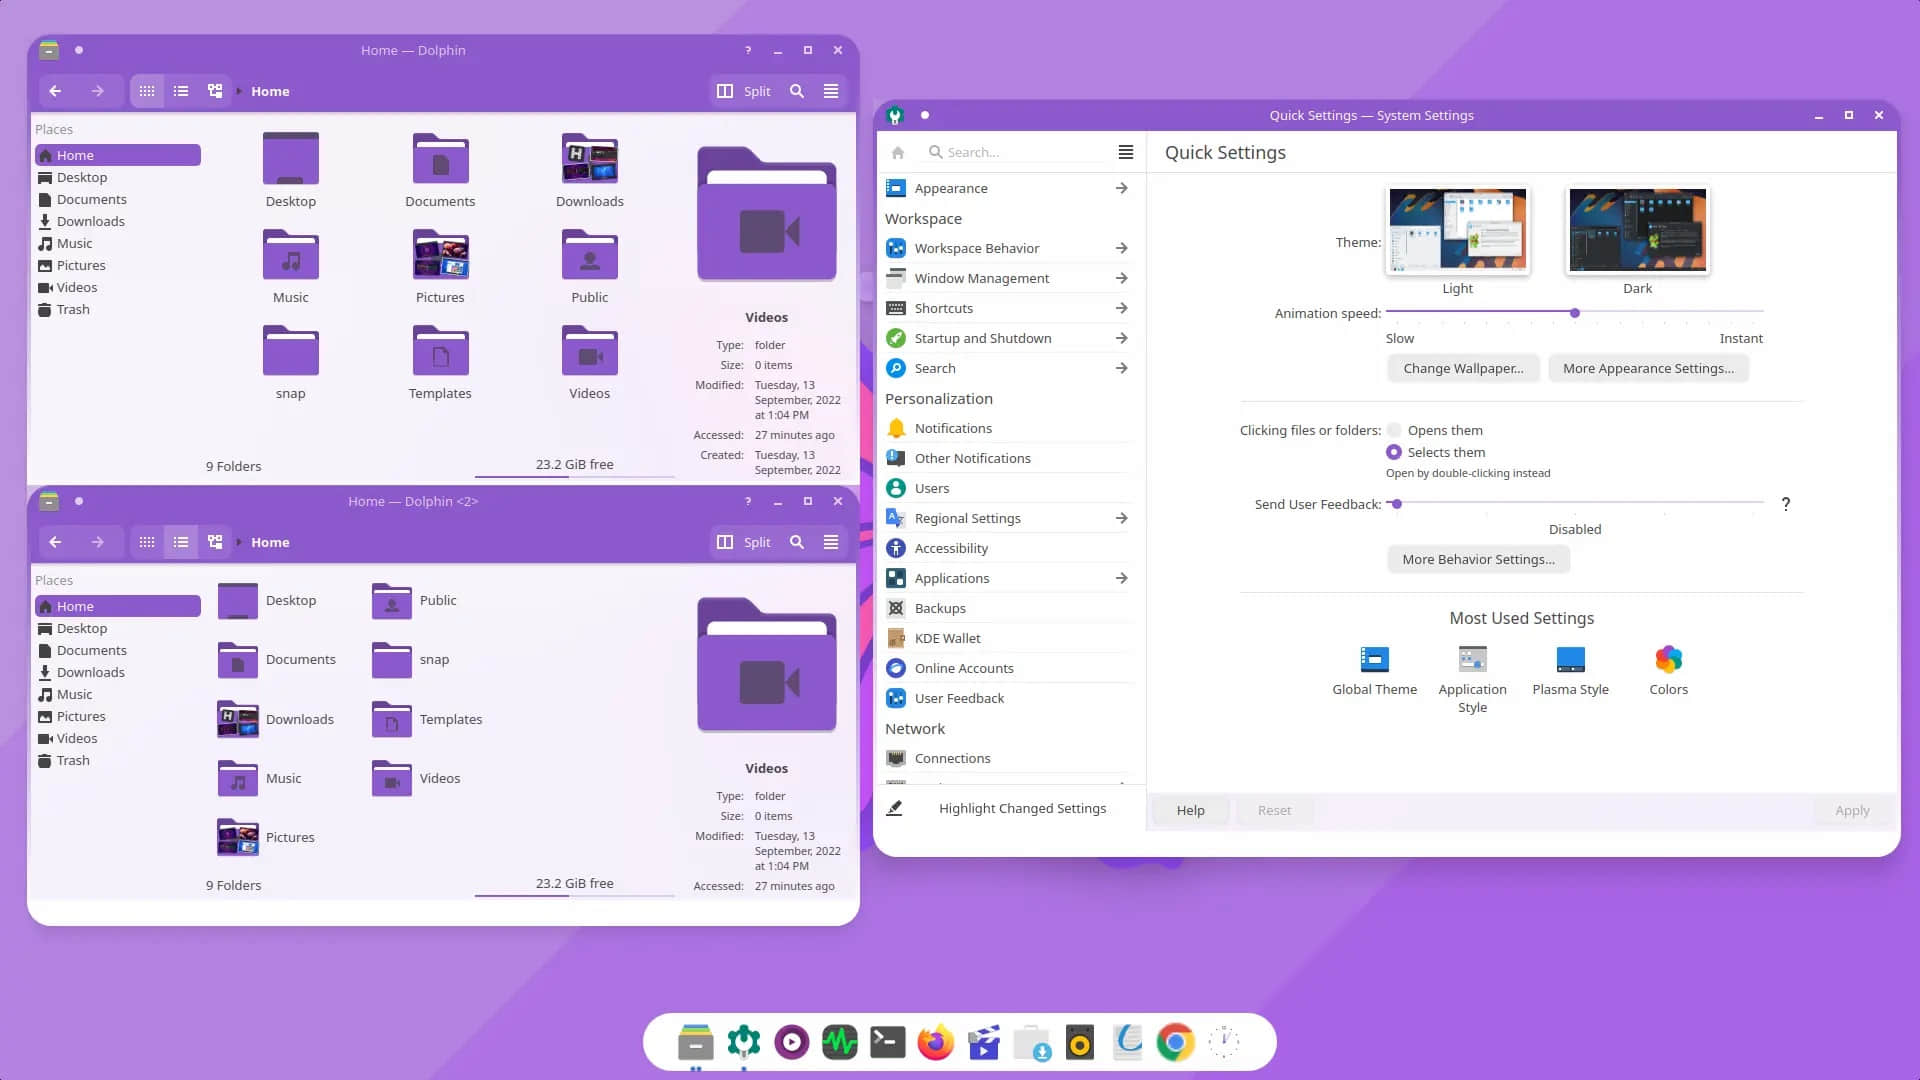 Home — Dolphin
?
Home
Split
Places
Home
Desktop
Documents
Downloads
Music
Pictures
Videos
Trash
Desktop
Documents
Downloads
Music
Pictures
Public
snap
Templates
Videos
Videos
Type: folder
Size: 0 items
Modified: Tuesday, 13
September, 2022
at 1:04 PM
Accessed: 27 minutes ago
Created: Tuesday, 13
September, 2022
9 Folders
23.2 GiB free
Home — Dolphin <2>
?
Home
Split
Places
Home
Desktop
Documents
Downloads
Music
Pictures
Videos
Trash
Desktop
Documents
Downloads
Music
Pictures
Public
snap
Templates
Videos
Videos
Type: folder
Size: 0 items
Modified: Tuesday, 13
September, 2022
at 1:04 PM
Accessed: 27 minutes ago
9 Folders
23.2 GiB free
Quick Settings — System Settings
Search...
Appearance
Workspace
Workspace Behavior
Window Management
Shortcuts
Startup and Shutdown
Search
Personalization
Notifications
Other Notifications
Users
Regional Settings
Accessibility
Applications
Backups
KDE Wallet
Online Accounts
User Feedback
Network
Connections
Highlight Changed Settings
Quick Settings
Theme:
Light
Dark
Animation speed:
Slow
Instant
Change Wallpaper...
More Appearance Settings...
Clicking files or folders:
Opens them
Selects them
Open by double-clicking instead
Send User Feedback:
?
Disabled
More Behavior Settings...
Most Used Settings
Global Theme
Application
Style
Plasma Style
Colors
Help
Reset
Apply